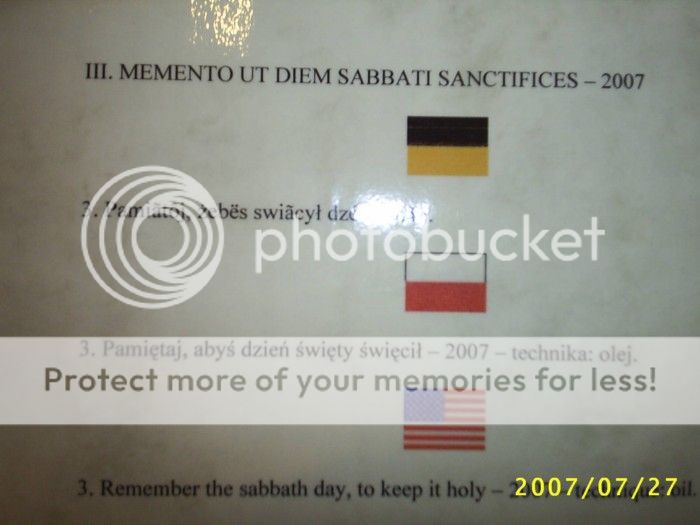 III. MEMENTO UT DIEM SABBATI SANCTIFICES – 2007
3. Pamiãtôj, żebës swiãcył
photobucket
3. Pamiętaj, abyś dzień święty święcił – 2007 – technika: olej.
Protect more of your memories for less!
3. Remember the sabbath day, to keep it holy – oil.
2007/07/27